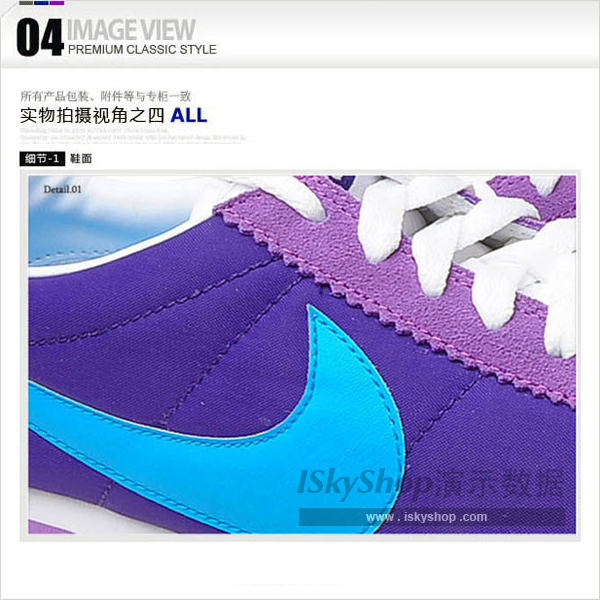 04 IMAGE VIEW
PREMIUM CLASSIC STYLE
所有产品包装、附件等与专柜一致
实物拍摄视角之四 ALL
细节-1 鞋面
Detail.01
ISkyShop演示数据
www.iskyshop.com